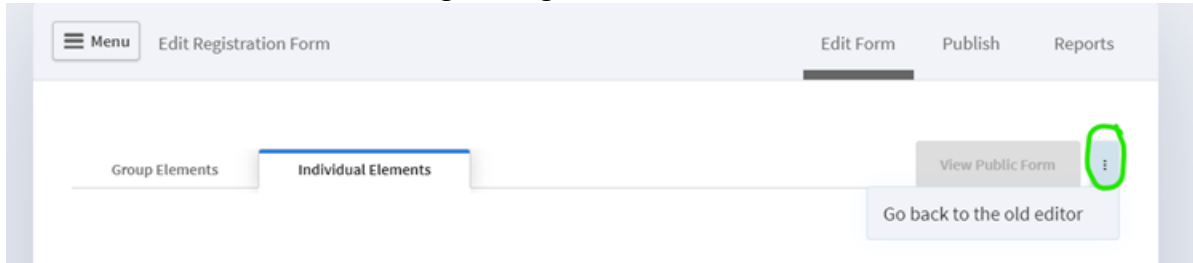 Menu Edit Registration Form Edit Form Publish Reports
Group Elements Individual Elements View Public Form
Go back to the old editor